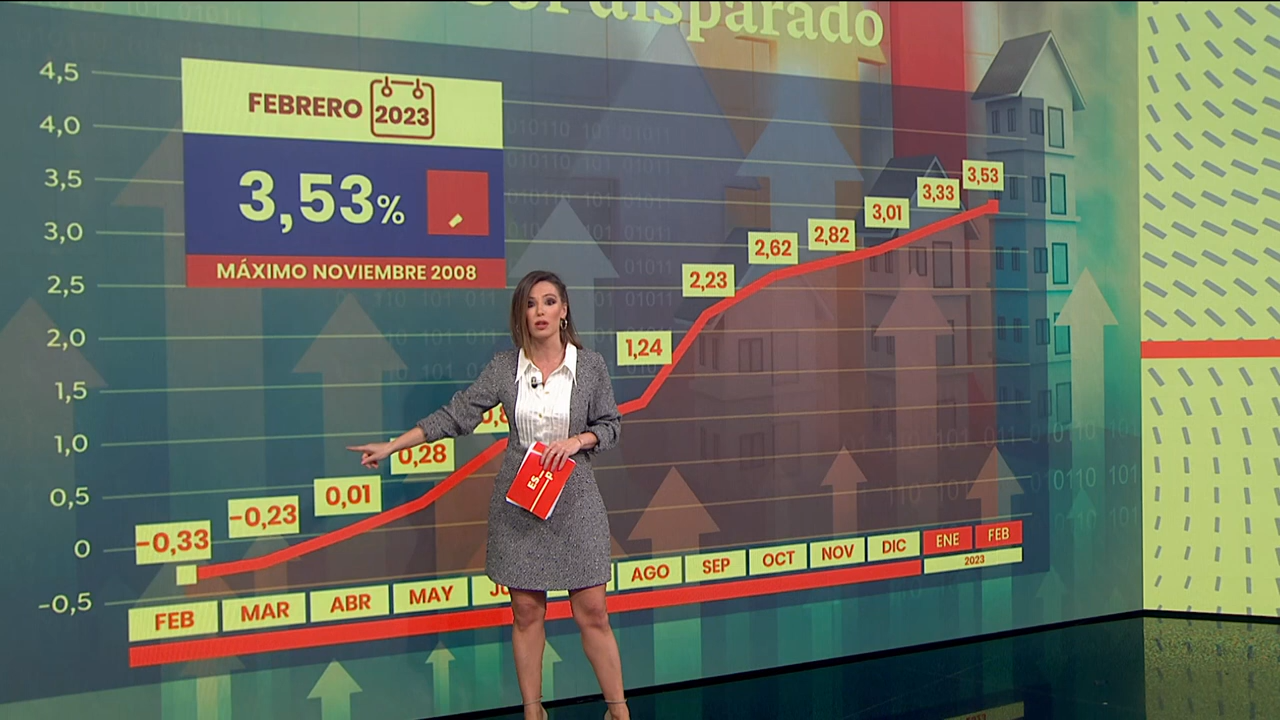 disparado
4,5
4,0
3,5
3,0
2,5
2,0
1,5
1,0
0,5
0
-0,5
FEBRERO 2023
3,53%
MÁXIMO NOVIEMBRE 2008
-0,33
-0,23
0,01
0,28
1,24
2,23
2,62
2,82
3,01
3,33
3,53
FEB
MAR
ABR
MAY
AGO
SEP
OCT
NOV
DIC
ENE
FEB
2023
ES_
P